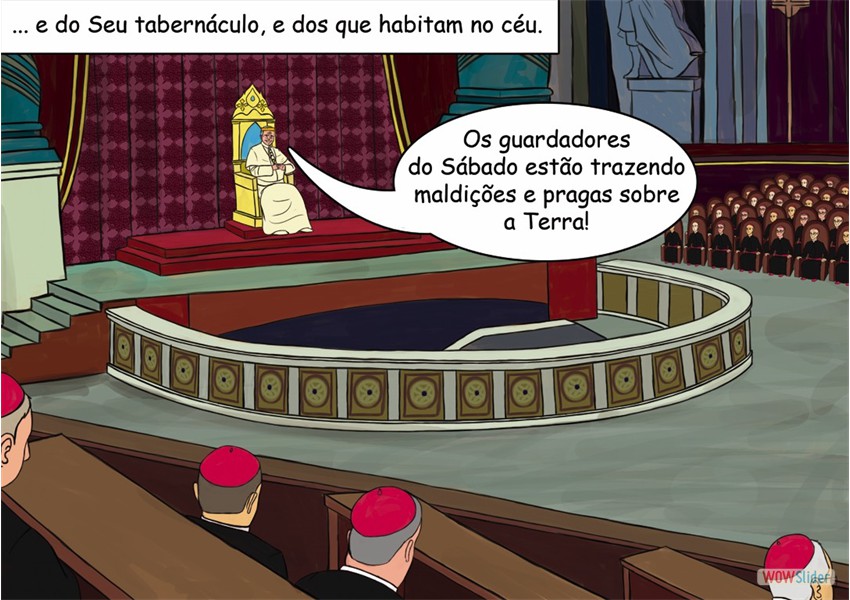 ... e do Seu tabernáculo, e dos que habitam no céu.
Os guardadores
do Sábado estão trazendo
maldições e pragas sobre
a Terra!
WOWSlider